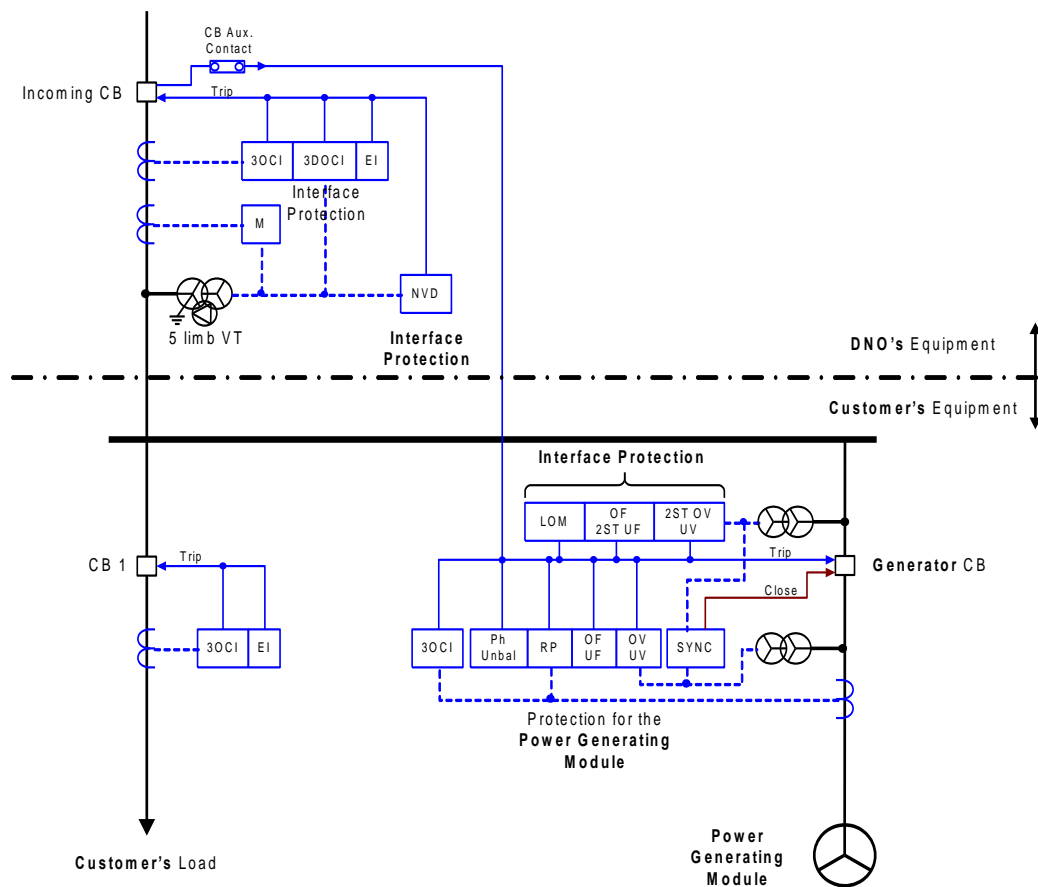 CB Aux.
Contact
Incoming CB
Trip
3OCI
3DOCI
EI
Interface
Protection
M
NVD
5 limb VT
Interface
Protection
DNO's Equipment
Customer's Equipment
Interface Protection
LOM
OF
2ST UF
2ST OV
UV
CB 1
Trip
Trip
Generator CB
Close
3OCI
EI
3OCI
Ph
Unbal
RP
OF
UF
OV
UV
SYNC
Protection for the
Power Generating
Module
Customer's Load
Power
Generating
Module